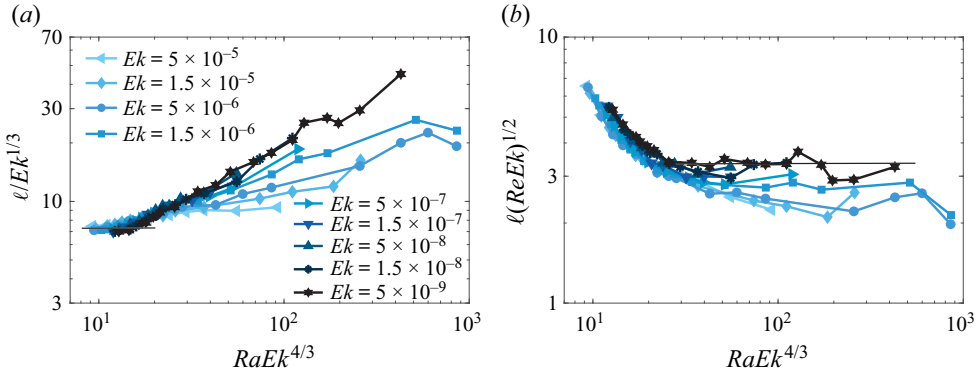 (a)
70
30
10
3
ℓ/Ek^{1/3}
Ek = 5 × 10^{–5}
Ek = 1.5 × 10^{–5}
Ek = 5 × 10^{–6}
Ek = 1.5 × 10^{–6}
Ek = 5 × 10^{–7}
Ek = 1.5 × 10^{–7}
Ek = 5 × 10^{–8}
Ek = 1.5 × 10^{–8}
Ek = 5 × 10^{–9}
10^1 10^2 10^3
RaEk^{4/3}
(b)
10
3
1
ℓ(ReEk)^{1/2}
10^1 10^2 10^3
RaEk^{4/3}